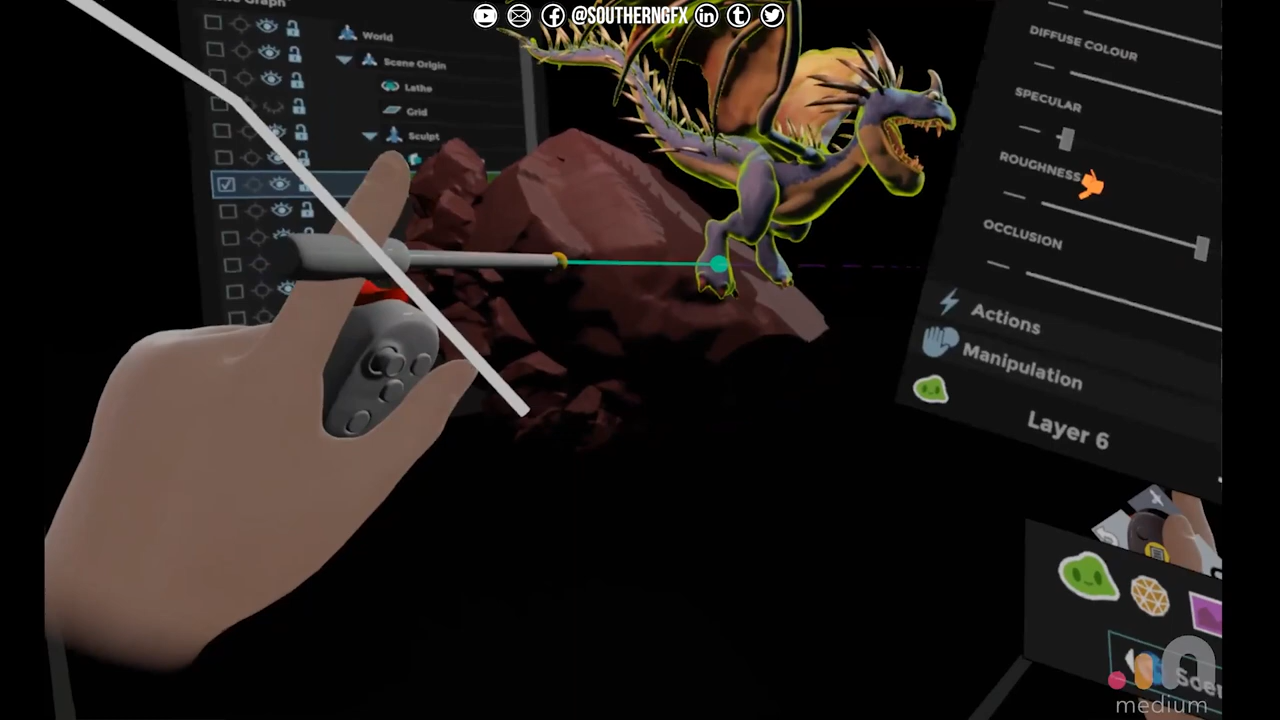 @SOUTHERNGFX
World
Scene Origin
Lathe
Grid
Sculpt
DIFFUSE COLOUR
SPECULAR
ROUGHNESS
OCCLUSION
Actions
Manipulation
Layer 6
medium